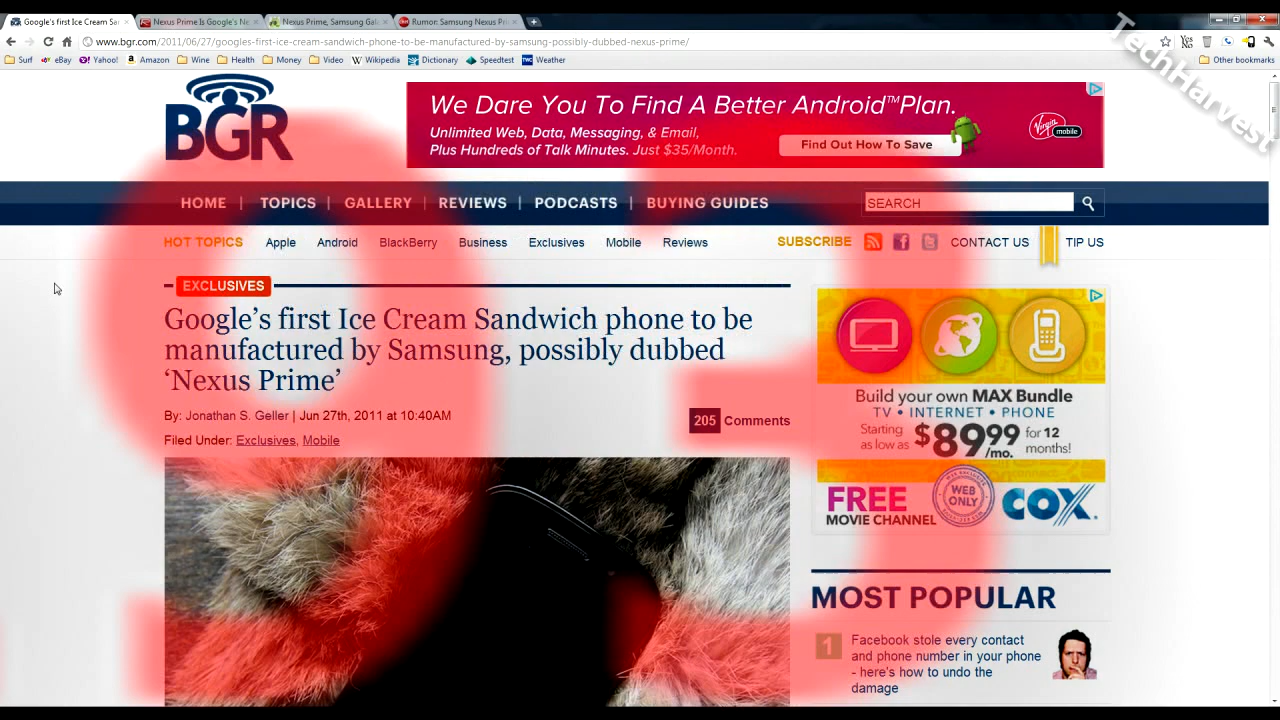 Google's first Ice Cream Sa
Nexus Prime Is Google's Ne
Nexus Prime, Samsung Gal
Rumor: Samsung Nexus Pri
www.bgr.com/2011/06/27/googles-first-ice-cream-sandwich-phone-to-be-manufactured-by-samsung-possibly-dubbed-nexus-prime/
Yes No
Surf eBay Yahoo! Amazon Wine Health Money Video Wikipedia Dictionary Speedtest Weather Other bookmarks
TechHarvest
BGR
We Dare You To Find A Better Android™Plan.
Unlimited Web, Data, Messaging, & Email,
Plus Hundreds of Talk Minutes. Just $35/Month.
Find Out How To Save
Virgin mobile
HOME | TOPICS | GALLERY | REVIEWS | PODCASTS | BUYING GUIDES
SEARCH
HOT TOPICS Apple Android BlackBerry Business Exclusives Mobile Reviews
SUBSCRIBE CONTACT US TIP US
EXCLUSIVES
Google's first Ice Cream Sandwich phone to be
manufactured by Samsung, possibly dubbed
'Nexus Prime'
By: Jonathan S. Geller | Jun 27th, 2011 at 10:40AM
205 Comments
Filed Under: Exclusives, Mobile
Build your own MAX Bundle
TV • INTERNET • PHONE
Starting as low as $89.99/mo. for 12 months!
FREE
MOVIE CHANNEL
WEB ONLY
COX
MOST POPULAR
1
Facebook stole every contact
and phone number in your phone
- here's how to undo the
damage